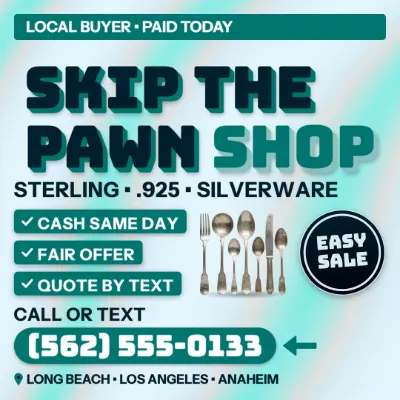 LOCAL BUYER • PAID TODAY
SKIP THE
PAWN SHOP
STERLING • .925 • SILVERWARE
✓ CASH SAME DAY
✓ FAIR OFFER
✓ QUOTE BY TEXT
EASY
SALE
CALL OR TEXT
(562) 555-0133
LONG BEACH • LOS ANGELES • ANAHEIM